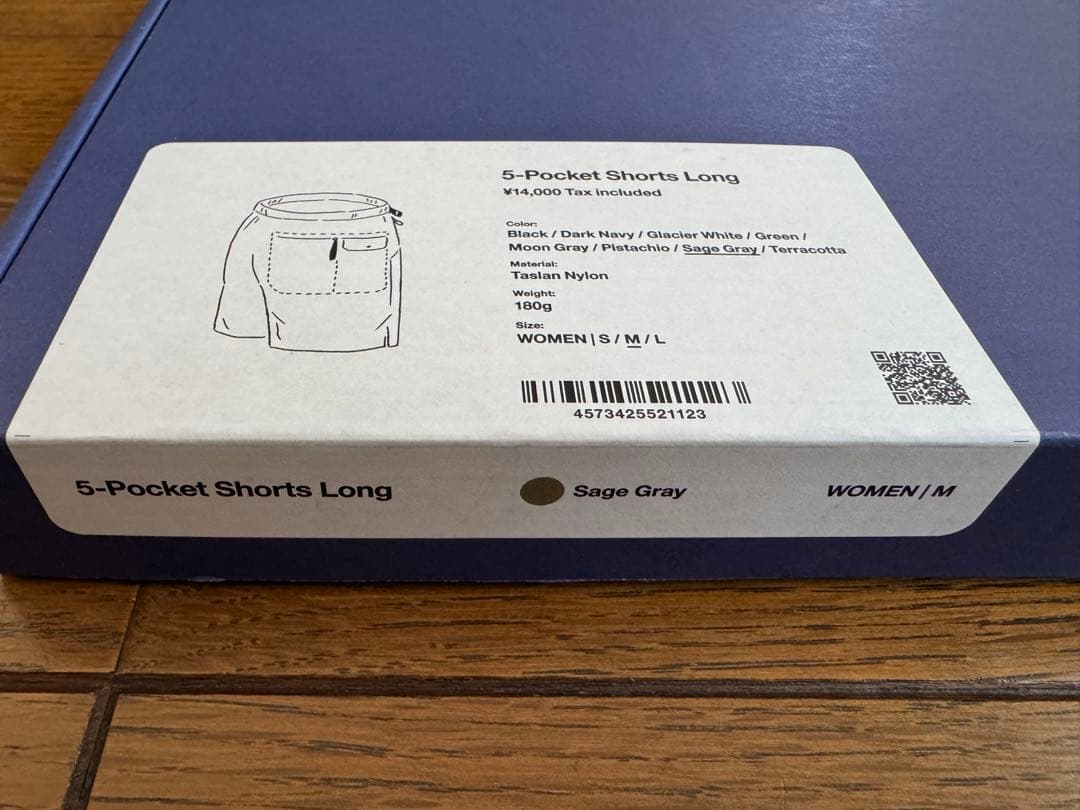 5-Pocket Shorts Long
¥14,000 Tax included
Color:
Black / Dark Navy / Glacier White / Green /
Moon Gray / Pistachio / Sage Gray / Terracotta
Material:
Taslan Nylon
Weight:
180g
Size:
WOMEN | S / M / L
4573425521123
5-Pocket Shorts Long
Sage Gray
WOMEN | M